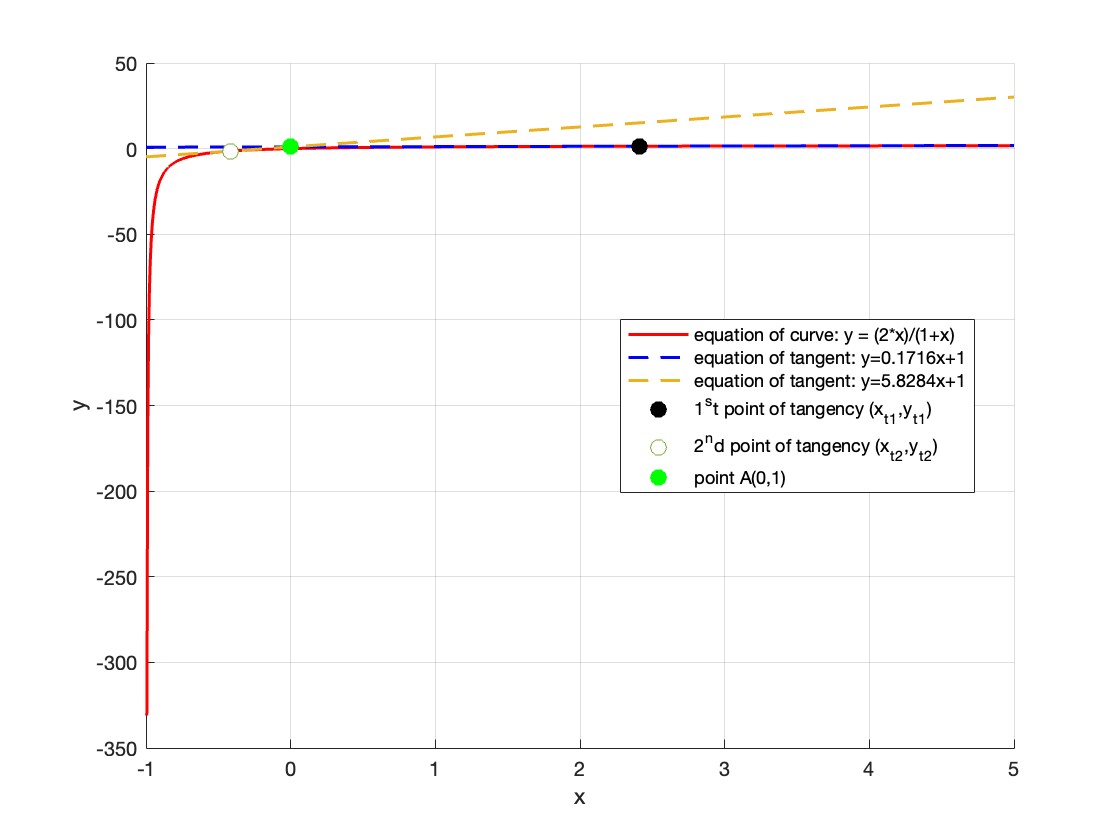 50
0
-50
-100
-150
-200
-250
-300
-350
y
equation of curve: y = (2*x)/(1+x)
equation of tangent: y=0.1716x+1
equation of tangent: y=5.8284x+1
1st point of tangency (xt1,yt1)
2nd point of tangency (xt2,yt2)
point A(0,1)
-1 0 1 2 3 4 5
x